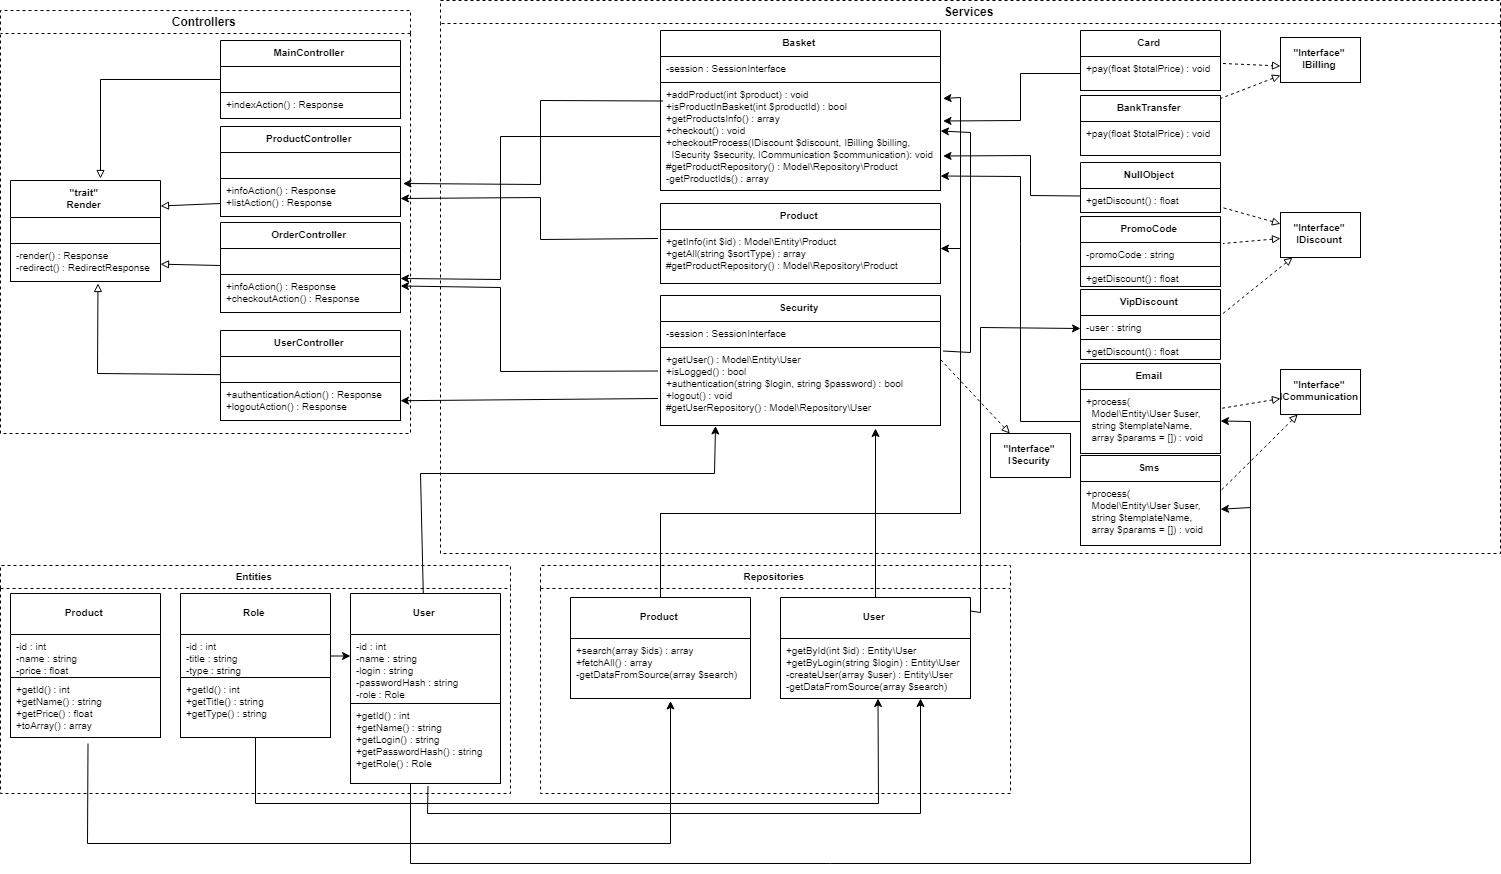 Controllers
MainController
+indexAction() : Response
ProductController
+infoAction() : Response
+listAction() : Response
"trait"
Render
-render() : Response
-redirect() : RedirectResponse
OrderController
+infoAction() : Response
+checkoutAction() : Response
UserController
+authenticationAction() : Response
+logoutAction() : Response
Services
Basket
-session : SessionInterface
+addProduct(int $product) : void
+isProductInBasket(int $productId) : bool
+getProductsInfo() : array
+checkout() : void
+checkoutProcess(IDiscount $discount, IBilling $billing,
ISecurity $security, ICommunication $communication): void
#getProductRepository() : Model\Repository\Product
-getProductIds() : array
Product
+getInfo(int $id) : Model\Entity\Product
+getAll(string $sortType) : array
#getProductRepository() : Model\Repository\Product
Security
-session : SessionInterface
+getUser() : Model\Entity\User
+isLogged() : bool
+authentication(string $login, string $password) : bool
+logout() : void
#getUserRepository() : Model\Repository\User
"Interface"
ISecurity
Card
+pay(float $totalPrice) : void
BankTransfer
+pay(float $totalPrice) : void
"Interface"
IBilling
NullObject
+getDiscount() : float
PromoCode
-promoCode : string
+getDiscount() : float
VipDiscount
-user : string
+getDiscount() : float
"Interface"
IDiscount
Email
+process(
Model\Entity\User $user,
string $templateName,
array $params = []) : void
Sms
+process(
Model\Entity\User $user,
string $templateName,
array $params = []) : void
"Interface"
ICommunication
Entities
Product
-id : int
-name : string
-price : float
+getId() : int
+getName() : string
+getPrice() : float
+toArray() : array
Role
-id : int
-title : string
-type : string
+getId() : int
+getTitle() : string
+getType() : string
User
-id : int
-name : string
-login : string
-passwordHash : string
-role : Role
+getId() : int
+getName() : string
+getLogin() : string
+getPasswordHash() : string
+getRole() : Role
Repositories
Product
+search(array $ids) : array
+fetchAll() : array
-getDataFromSource(array $search)
User
+getById(int $id) : Entity\User
+getByLogin(string $login) : Entity\User
-createUser(array $user) : Entity\User
-getDataFromSource(array $search)